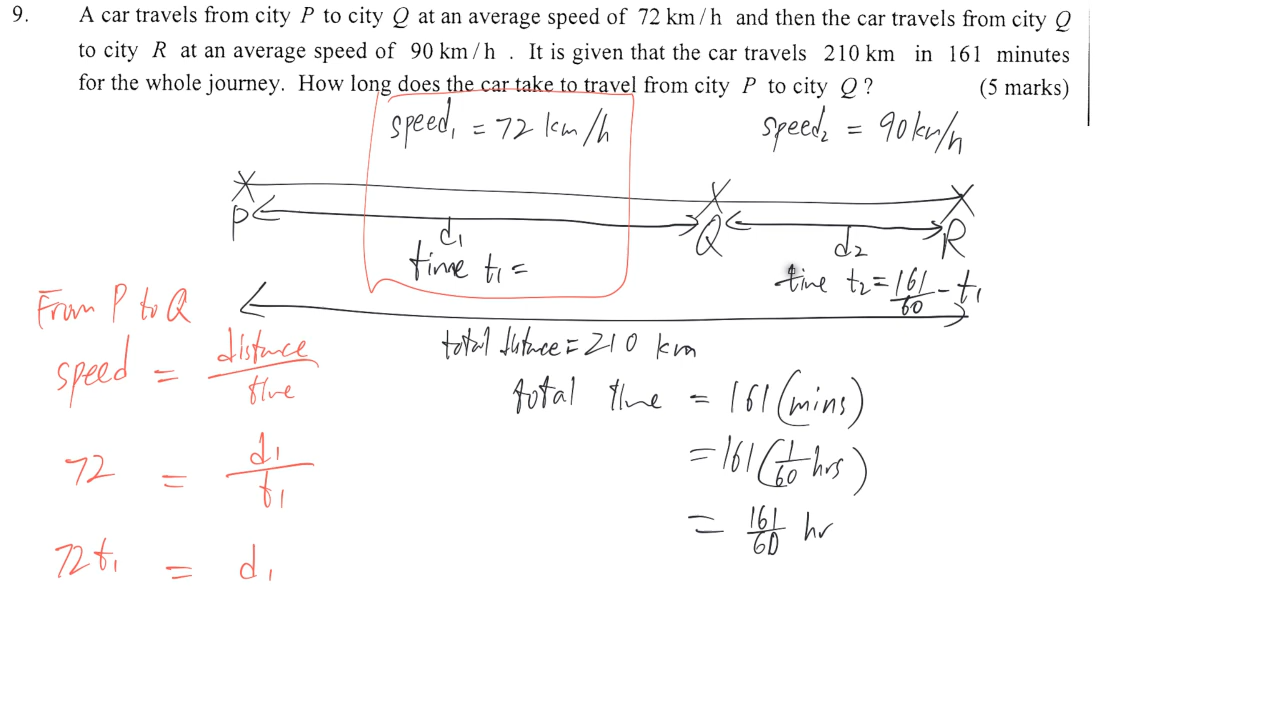 9. A car travels from city P to city Q at an average speed of 72 km/h and then the car travels from city Q
to city R at an average speed of 90 km/h . It is given that the car travels 210 km in 161 minutes
for the whole journey. How long does the car take to travel from city P to city Q? (5 marks)
speed₁ = 72 km/h
speed₂ = 90km/h
P Q R
d₁
d₂
time t₁ =
time t₂ = 161/60 - t₁
From P to Q
total distance = 210 km
speed = distance/time
total time = 161 (mins)
= 161 (1/60 hrs)
72 = d₁/t₁
= 161/60 hr
72t₁ = d₁